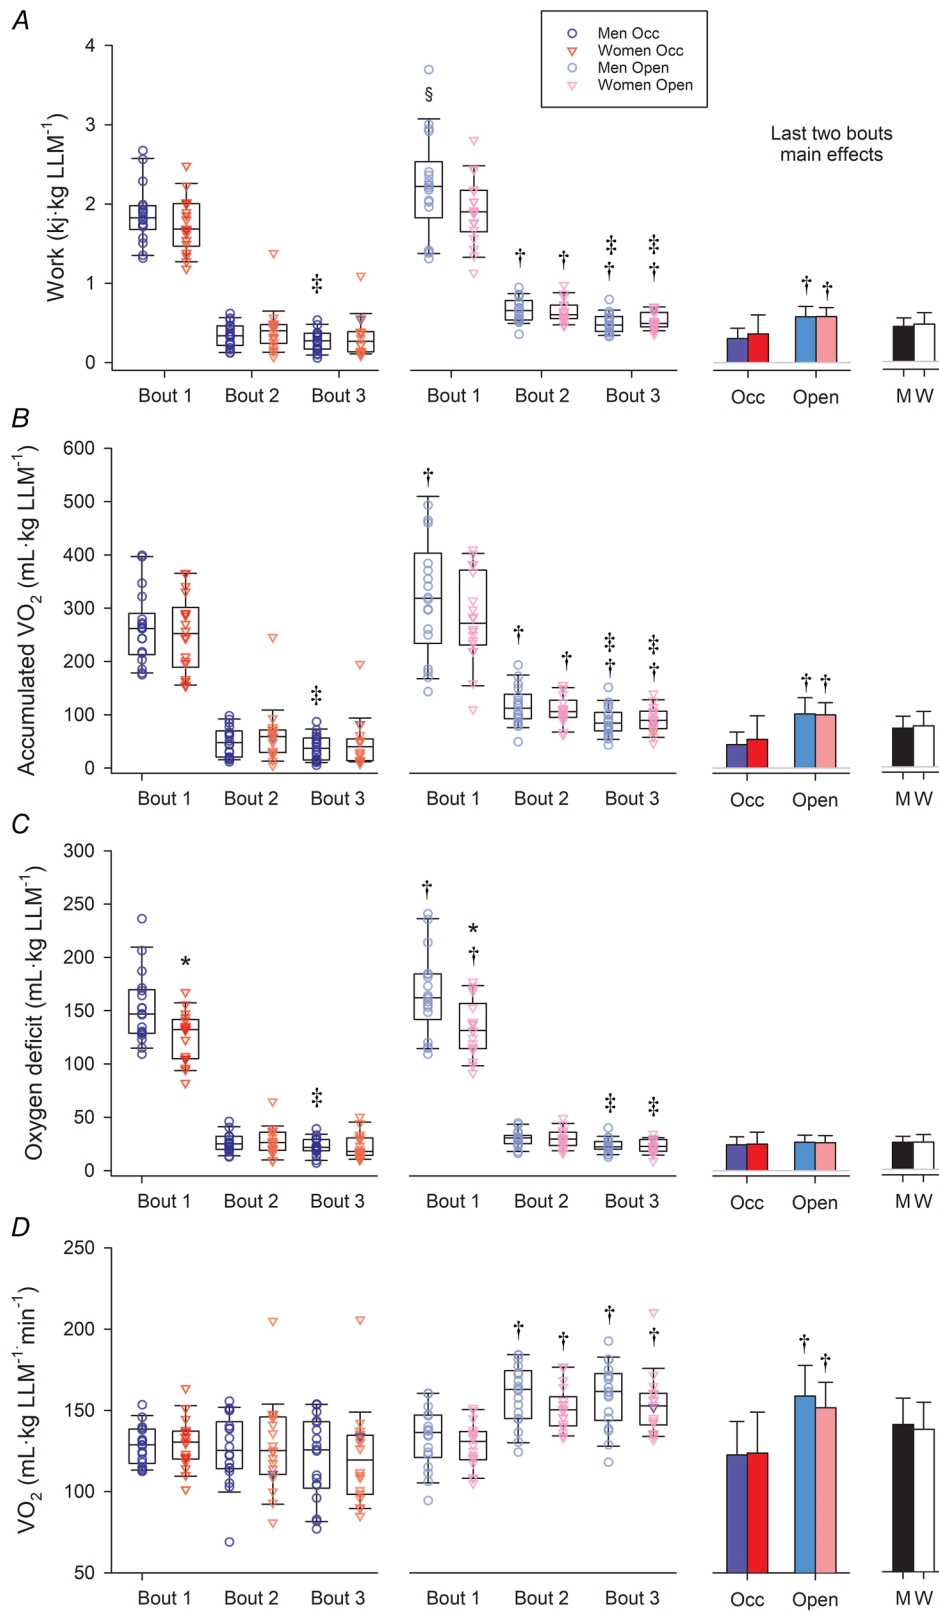 A
Men Occ
Women Occ
Men Open
Women Open
Last two bouts
main effects
Work (kj·kg LLM⁻¹)
4
3
2
1
0
§
‡
† † ‡ ‡
† †
† †
Bout 1 Bout 2 Bout 3 Bout 1 Bout 2 Bout 3 Occ Open M W
B
Accumulated VO₂ (mL·kg LLM⁻¹)
600
500
400
300
200
100
0
†
‡
† † ‡ ‡
† †
† †
Bout 1 Bout 2 Bout 3 Bout 1 Bout 2 Bout 3 Occ Open M W
C
Oxygen deficit (mL·kg LLM⁻¹)
300
250
200
150
100
50
0
*
‡
†
*
†
‡ ‡
Bout 1 Bout 2 Bout 3 Bout 1 Bout 2 Bout 3 Occ Open M W
D
VO₂ (mL·kg LLM⁻¹·min⁻¹)
250
200
150
100
50
† † † †
† †
Bout 1 Bout 2 Bout 3 Bout 1 Bout 2 Bout 3 Occ Open M W